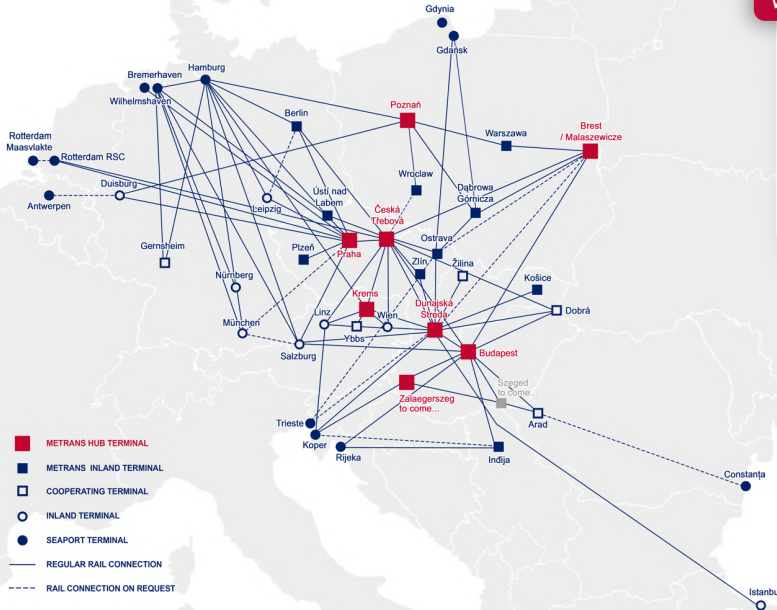 Gdynia
Gdańsk
Hamburg
Bremerhaven
Wilhelmshaven
Berlin
Poznań
Brest
/ Malaszewicze
Warszawa
Rotterdam
Maasvlakte
Rotterdam RSC
Duisburg
Antwerpen
Leipzig
Ústí nad
Labem
Wroclaw
Dąbrowa
Górnicza
Česká
Třebová
Gernsheim
Plzeň
Praha
Ostrava
Zlín
Žilina
Košice
Nürnberg
Krems
Dunajská
Streda
Dobrá
München
Linz
Ybbs
Wien
Salzburg
Budapest
Szeged
to come...
Zalaegerszeg
to come...
Arad
Trieste
Koper
Rijeka
Inđija
Constanța
METRANS HUB TERMINAL
METRANS INLAND TERMINAL
COOPERATING TERMINAL
INLAND TERMINAL
SEAPORT TERMINAL
REGULAR RAIL CONNECTION
RAIL CONNECTION ON REQUEST